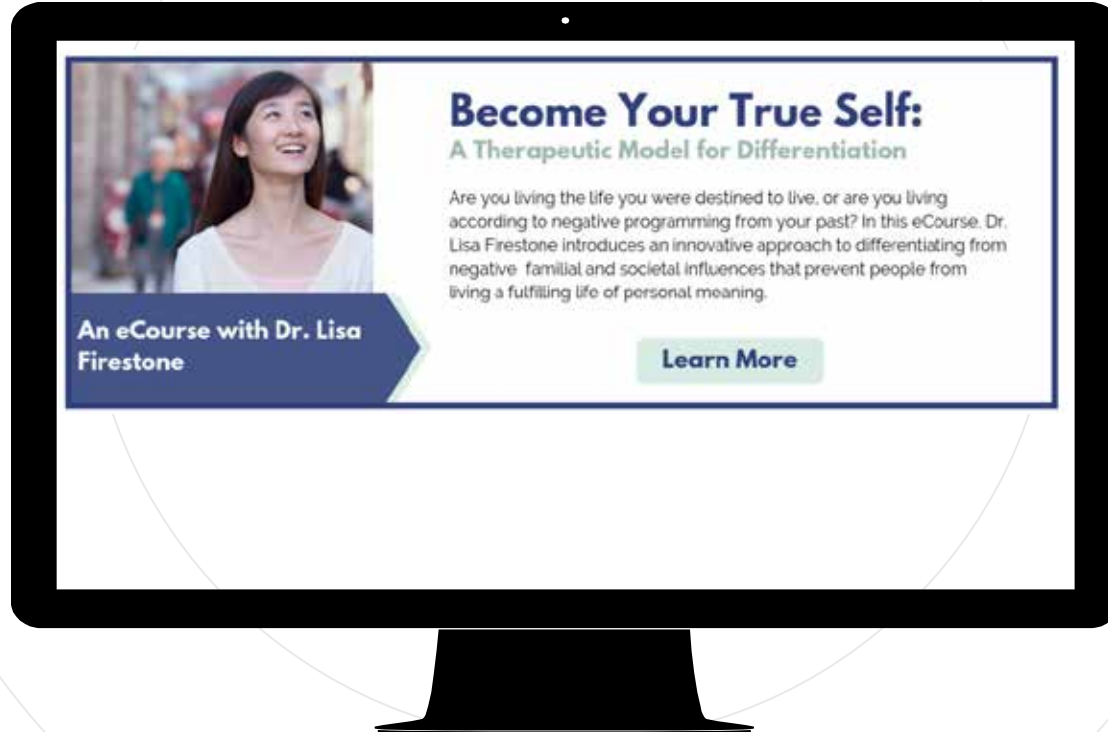 Become Your True Self:
A Therapeutic Model for Differentiation
Are you living the life you were destined to live, or are you living
according to negative programming from your past? In this eCourse, Dr.
Lisa Firestone introduces an innovative approach to differentiating from
negative familial and societal influences that prevent people from
living a fulfilling life of personal meaning.
An eCourse with Dr. Lisa
Firestone
Learn More